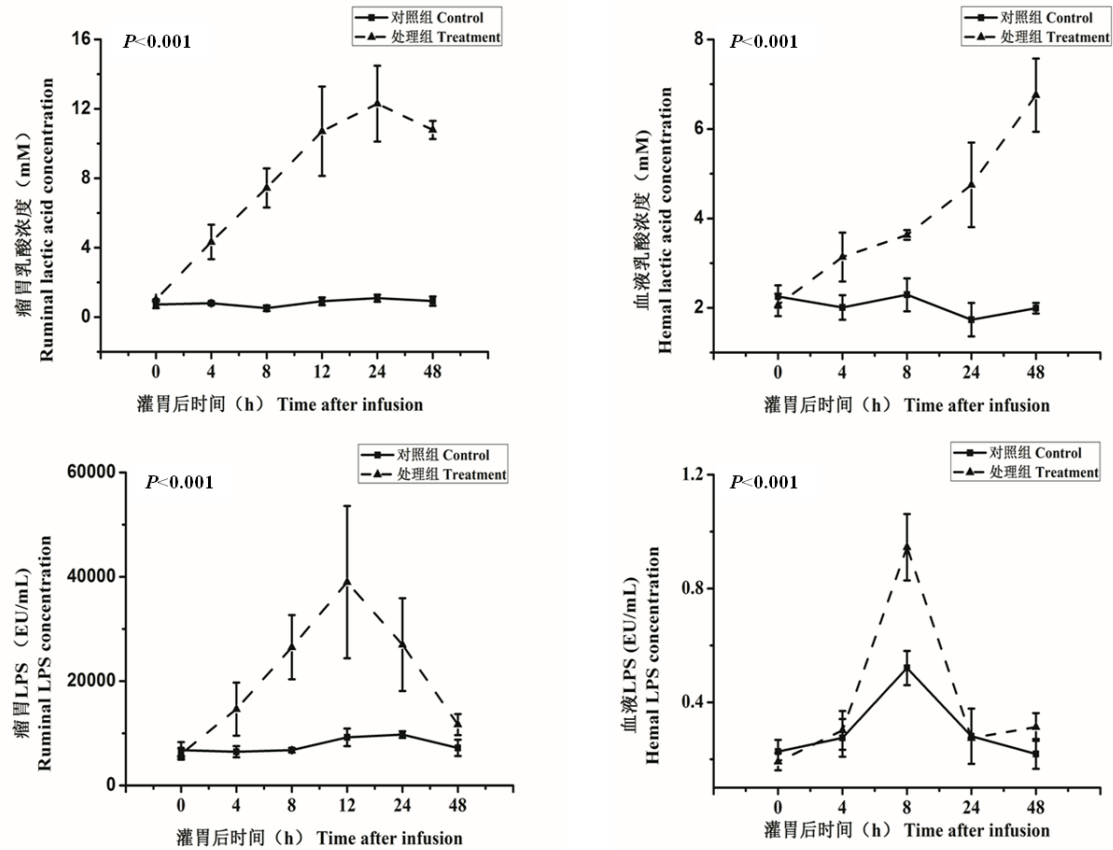 对照组 Control
处理组 Treatment
P<0.001
16
12
8
4
0
瘤胃乳酸浓度（mM）
Ruminal lactic acid concentration
0 4 8 12 24 48
灌胃后时间（h） Time after infusion
对照组 Control
处理组 Treatment
P<0.001
8
6
4
2
血液乳酸浓度（mM)
Hemal lactic acid concentration
0 4 8 24 48
灌胃后时间（h） Time after infusion
对照组 Control
处理组 Treatment
P<0.001
60000
40000
20000
0
瘤胃LPS （EU/mL）
Ruminal LPS concentration
0 4 8 12 24 48
灌胃后时间（h） Time after infusion
对照组 Control
处理组 Treatment
P<0.001
1.2
0.8
0.4
血液LPS (EU/mL)
Hemal LPS concentration
0 4 8 24 48
灌胃后时间（h） Time after infusion